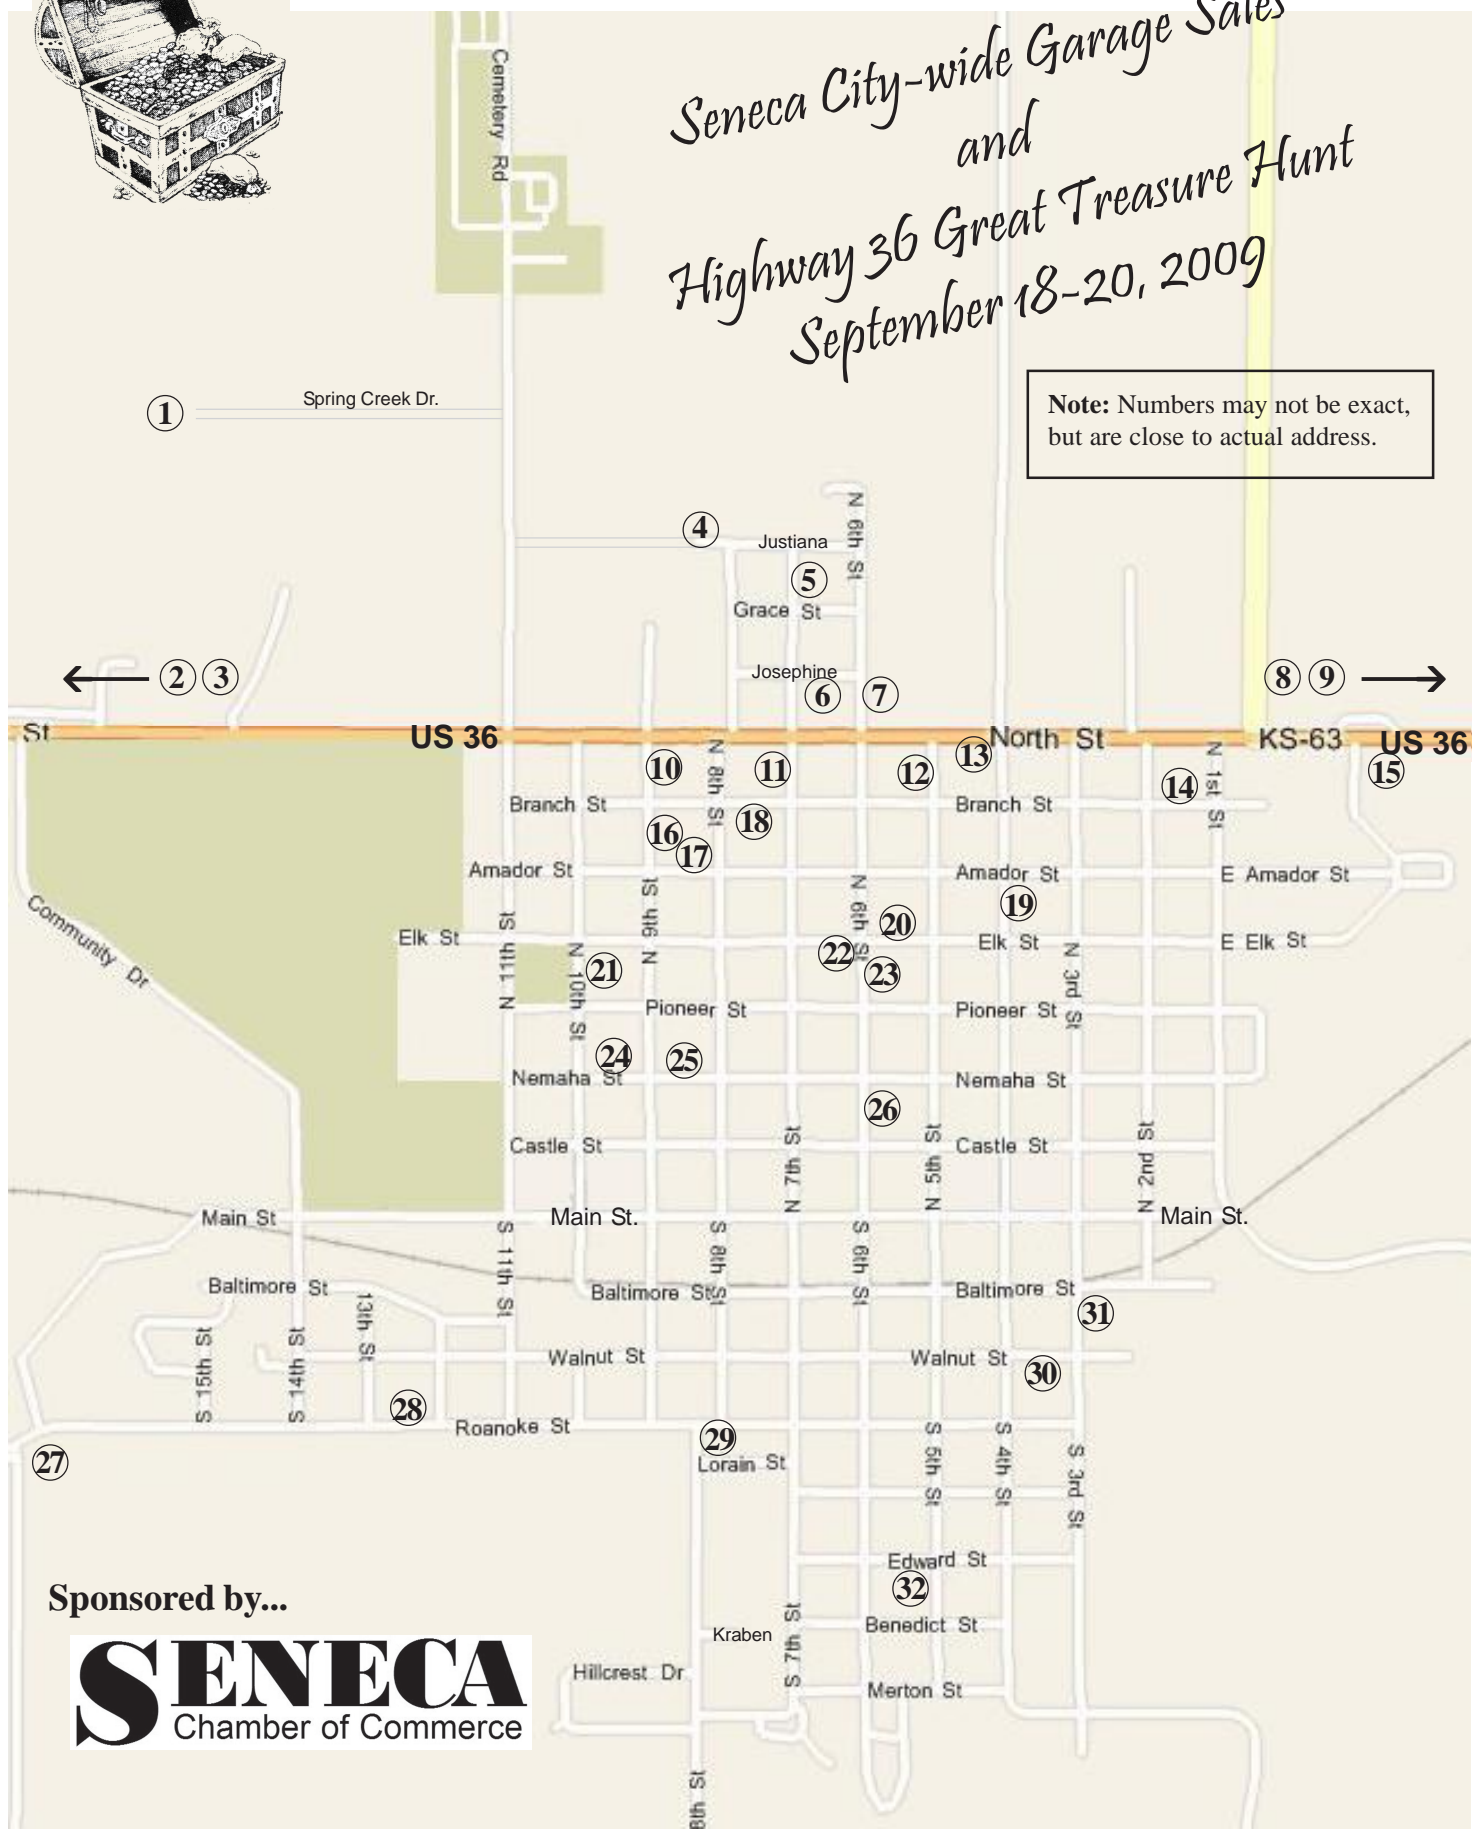 Seneca City-wide Garage Sales
and
Highway 36 Great Treasure Hunt
September 18-20, 2009
Note: Numbers may not be exact,
but are close to actual address.
Cemetery Rd
1
Spring Creek Dr.
4
Justiana
N 6th St
5
Grace St
Josephine
2 3
6
7
8 9
St
US 36
North St
KS-63
US 36
10
N 8th St
11
12
13
14
N 1st St
15
Branch St
Branch St
16
17
18
Amador St
Amador St
E Amador St
19
Community Dr
N 11th St
N 9th St
N 6th St
20
Elk St
Elk St
E Elk St
N 10th St
21
22
23
N 3rd St
Pioneer St
Pioneer St
24
25
Nemaha St
Nemaha St
26
Castle St
Castle St
N 7th St
N 5th St
N 2nd St
Main St
Main St.
Main St.
S 11th St
S 8th St
S 6th St
Baltimore St
Baltimore St
Baltimore St
31
13th St
S 15th St
S 14th St
Walnut St
Walnut St
30
28
Roanoke St
29
27
Lorain St
S 5th St
S 4th St
S 3rd St
Edward St
32
Benedict St
S 7th St
Kraben
Hillcrest Dr
Merton St
8th St
Sponsored by...
SENECA
Chamber of Commerce